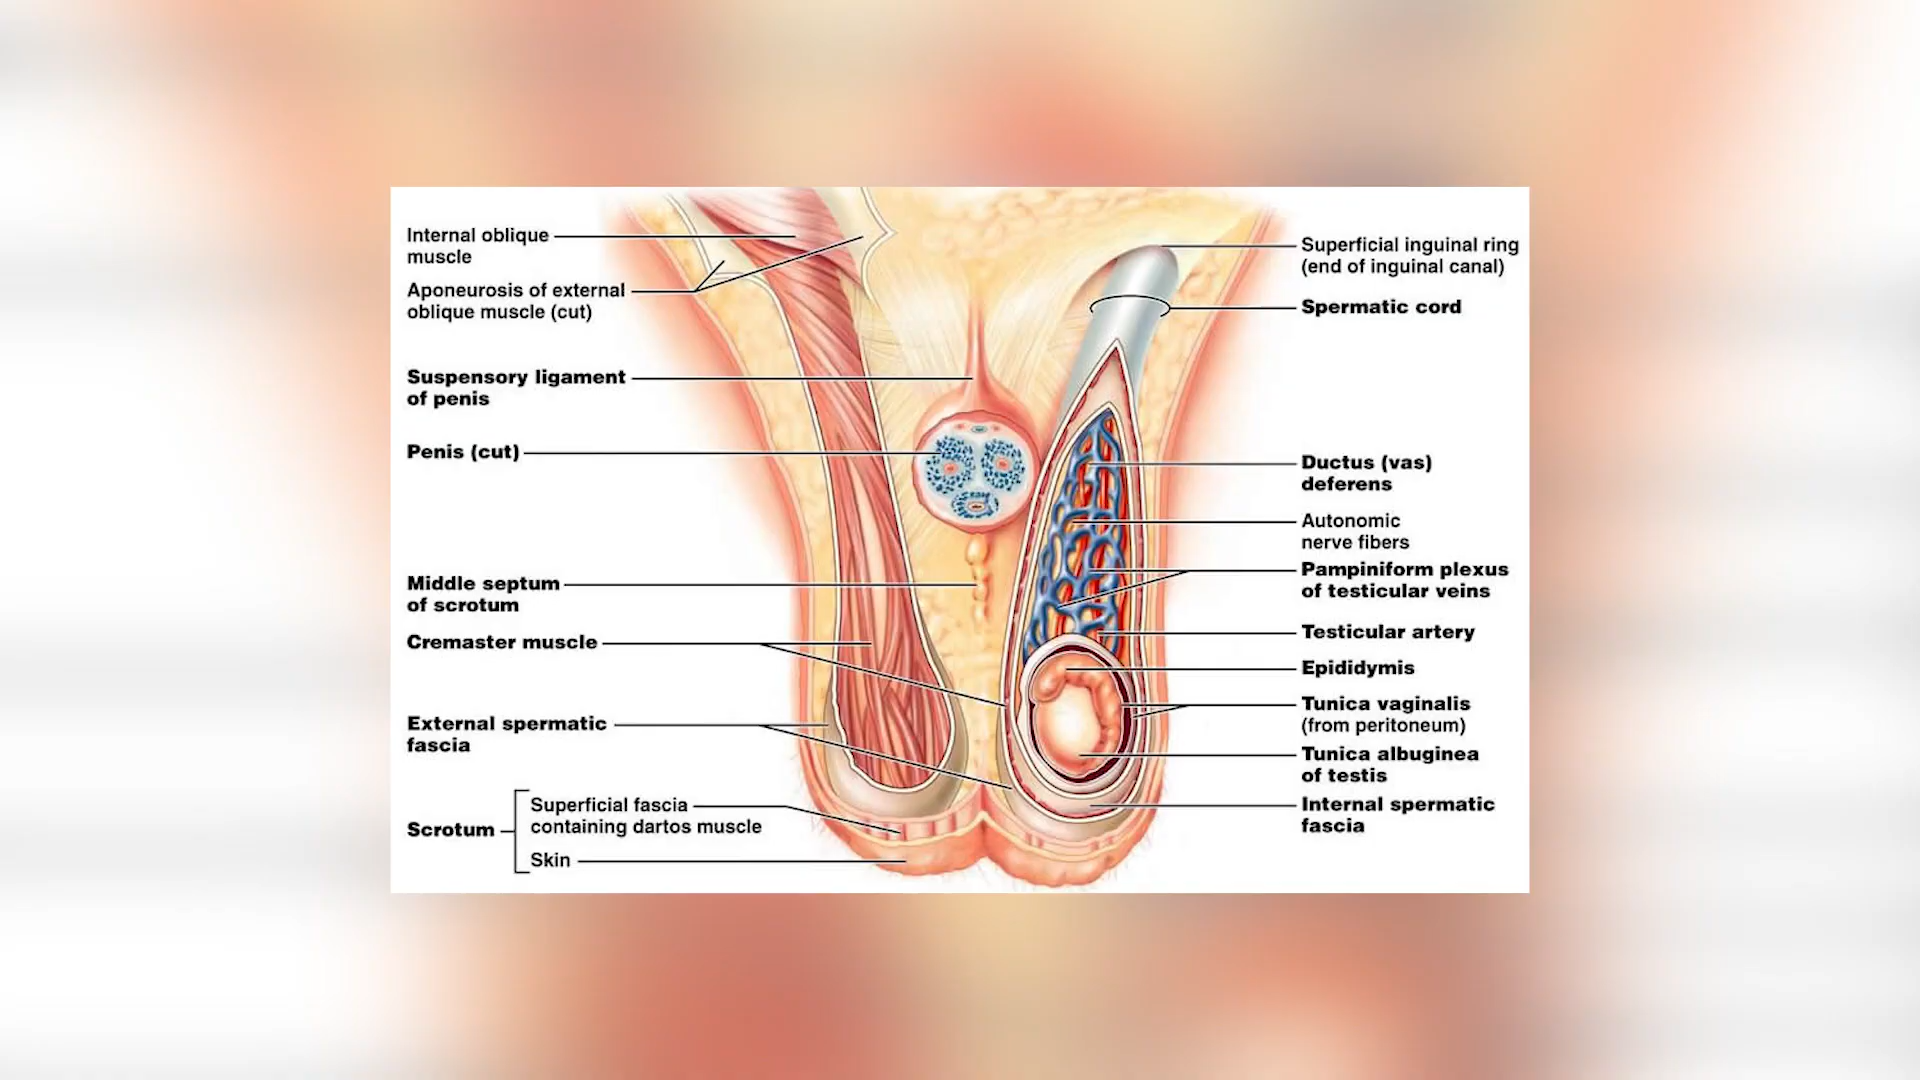 Internal oblique
muscle
Aponeurosis of external
oblique muscle (cut)
Suspensory ligament
of penis
Penis (cut)
Middle septum
of scrotum
Cremaster muscle
External spermatic
fascia
Scrotum
Superficial fascia
containing dartos muscle
Skin
Superficial inguinal ring
(end of inguinal canal)
Spermatic cord
Ductus (vas)
deferens
Autonomic
nerve fibers
Pampiniform plexus
of testicular veins
Testicular artery
Epididymis
Tunica vaginalis
(from peritoneum)
Tunica albuginea
of testis
Internal spermatic
fascia